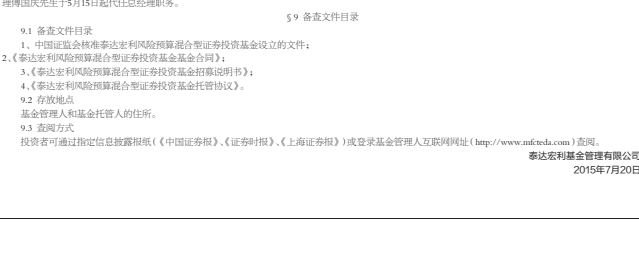 理傅国庆先生于5月15日起代任总经理职务。
§9 备查文件目录
9.1 备查文件目录
1、中国证监会核准泰达宏利风险预算混合型证券投资基金设立的文件;
2、《泰达宏利风险预算混合型证券投资基金基金合同》;
3、《泰达宏利风险预算混合型证券投资基金招募说明书》;
4、《泰达宏利风险预算混合型证券投资基金托管协议》。
9.2 存放地点
基金管理人和基金托管人的住所。
9.3 查阅方式
投资者可通过指定信息披露报纸(《中国证券报》、《证券时报》、《上海证券报》)或登录基金管理人互联网网址(http://www.mfcteda.com)查阅。
泰达宏利基金管理有限公司
2015年7月20日